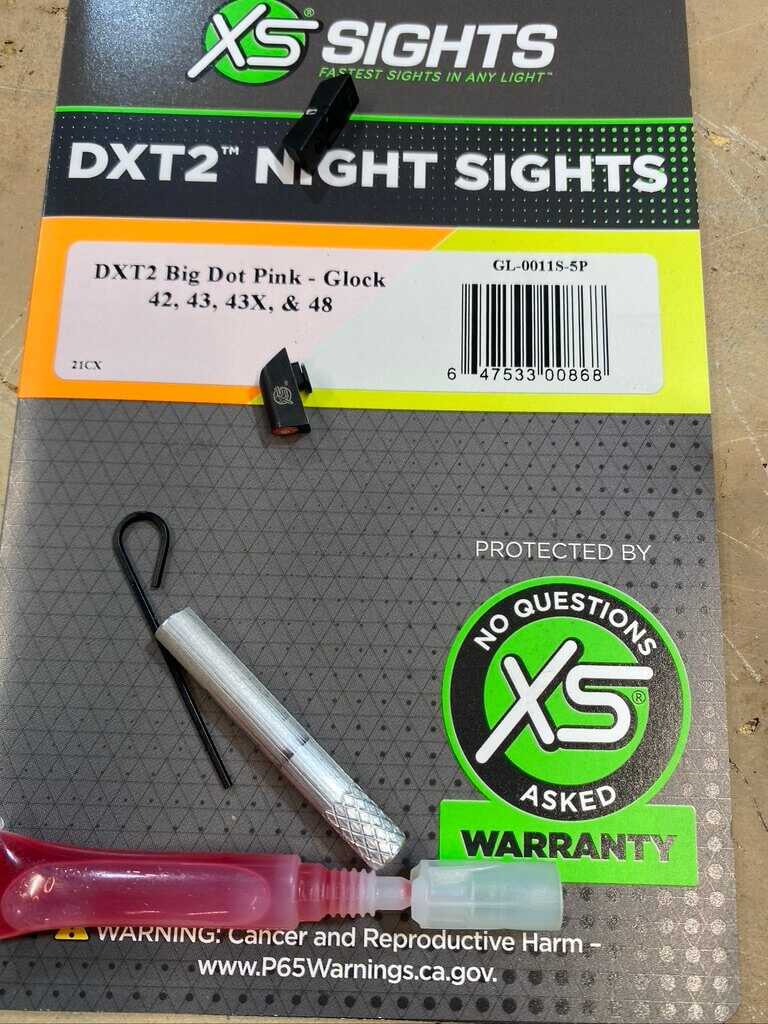 XS® SIGHTS
FASTEST SIGHTS IN ANY LIGHT™
DXT2™ NIGHT SIGHTS
DXT2 Big Dot Pink - Glock
42, 43, 43X, & 48
GL-0011S-5P
21CX
6 47533 00868
PROTECTED BY
NO QUESTIONS
XS®
ASKED
WARRANTY
WARNING: Cancer and Reproductive Harm –
www.P65Warnings.ca.gov.